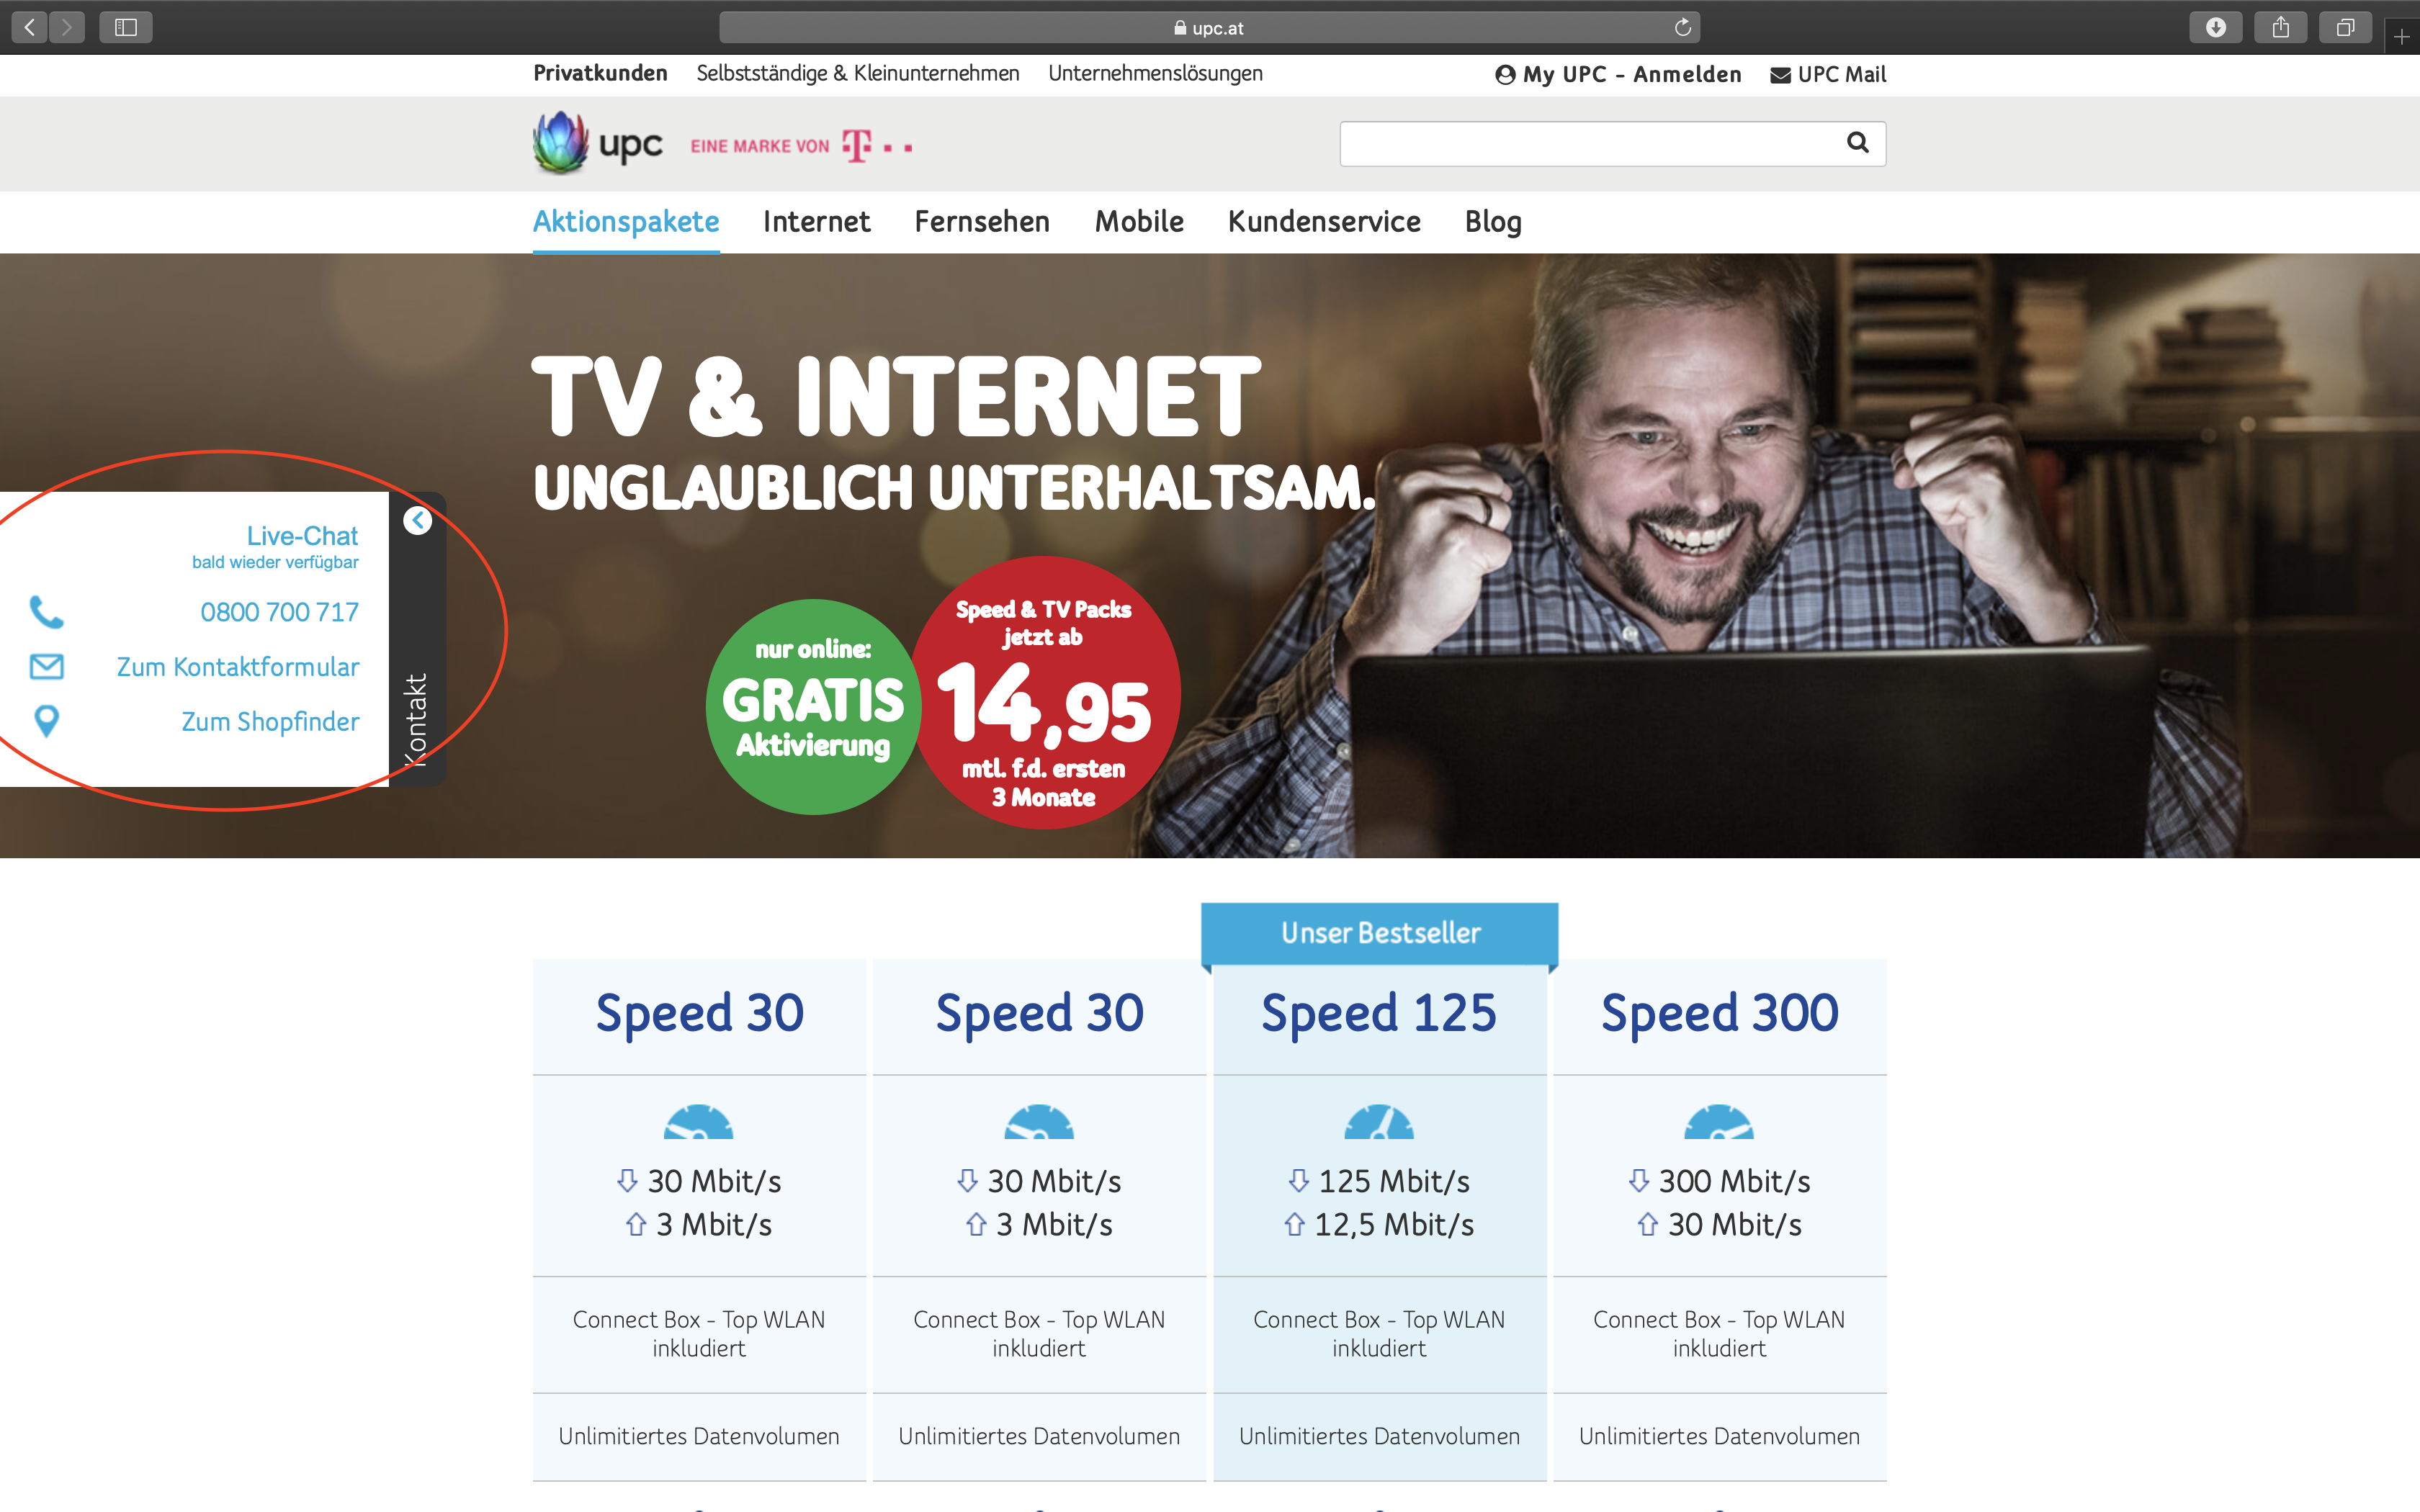 upc.at
Privatkunden Selbstständige & Kleinunternehmen Unternehmenslösungen My UPC - Anmelden UPC Mail
upc EINE MARKE VON T
Aktionspakete Internet Fernsehen Mobile Kundenservice Blog
TV & INTERNET
UNGLAUBLICH UNTERHALTSAM.
Live-Chat
bald wieder verfügbar
0800 700 717
Zum Kontaktformular
Zum Shopfinder
Kontakt
nur online:
GRATIS
Aktivierung
Speed & TV Packs
jetzt ab
14,95
mtl. f.d. ersten
3 Monate
Unser Bestseller
Speed 30 Speed 30 Speed 125 Speed 300
30 Mbit/s 30 Mbit/s 125 Mbit/s 300 Mbit/s
3 Mbit/s 3 Mbit/s 12,5 Mbit/s 30 Mbit/s
Connect Box - Top WLAN Connect Box - Top WLAN Connect Box - Top WLAN Connect Box - Top WLAN
inkludiert inkludiert inkludiert inkludiert
Unlimitiertes Datenvolumen Unlimitiertes Datenvolumen Unlimitiertes Datenvolumen Unlimitiertes Datenvolumen